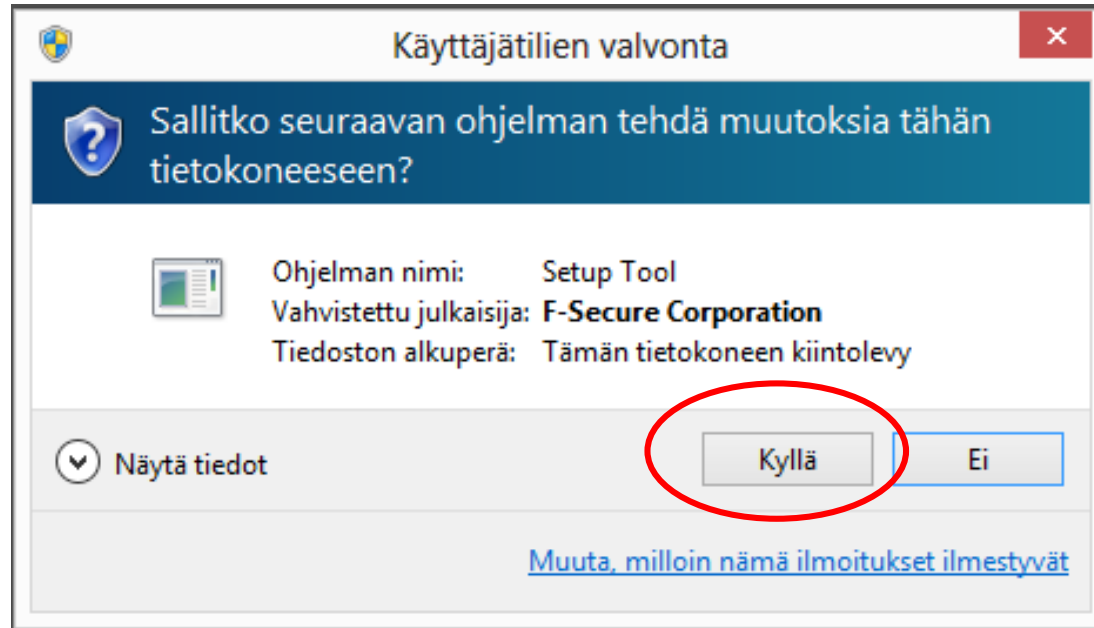 Käyttäjätilien valvonta
Sallitko seuraavan ohjelman tehdä muutoksia tähän
tietokoneeseen?
Ohjelman nimi: Setup Tool
Vahvistettu julkaisija: F-Secure Corporation
Tiedoston alkuperä: Tämän tietokoneen kiintolevy
Näytä tiedot Kyllä Ei
Muuta, milloin nämä ilmoitukset ilmestyvät